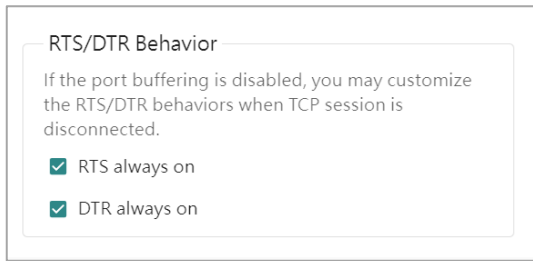 RTS/DTR Behavior
If the port buffering is disabled, you may customize
the RTS/DTR behaviors when TCP session is
disconnected.
RTS always on
DTR always on